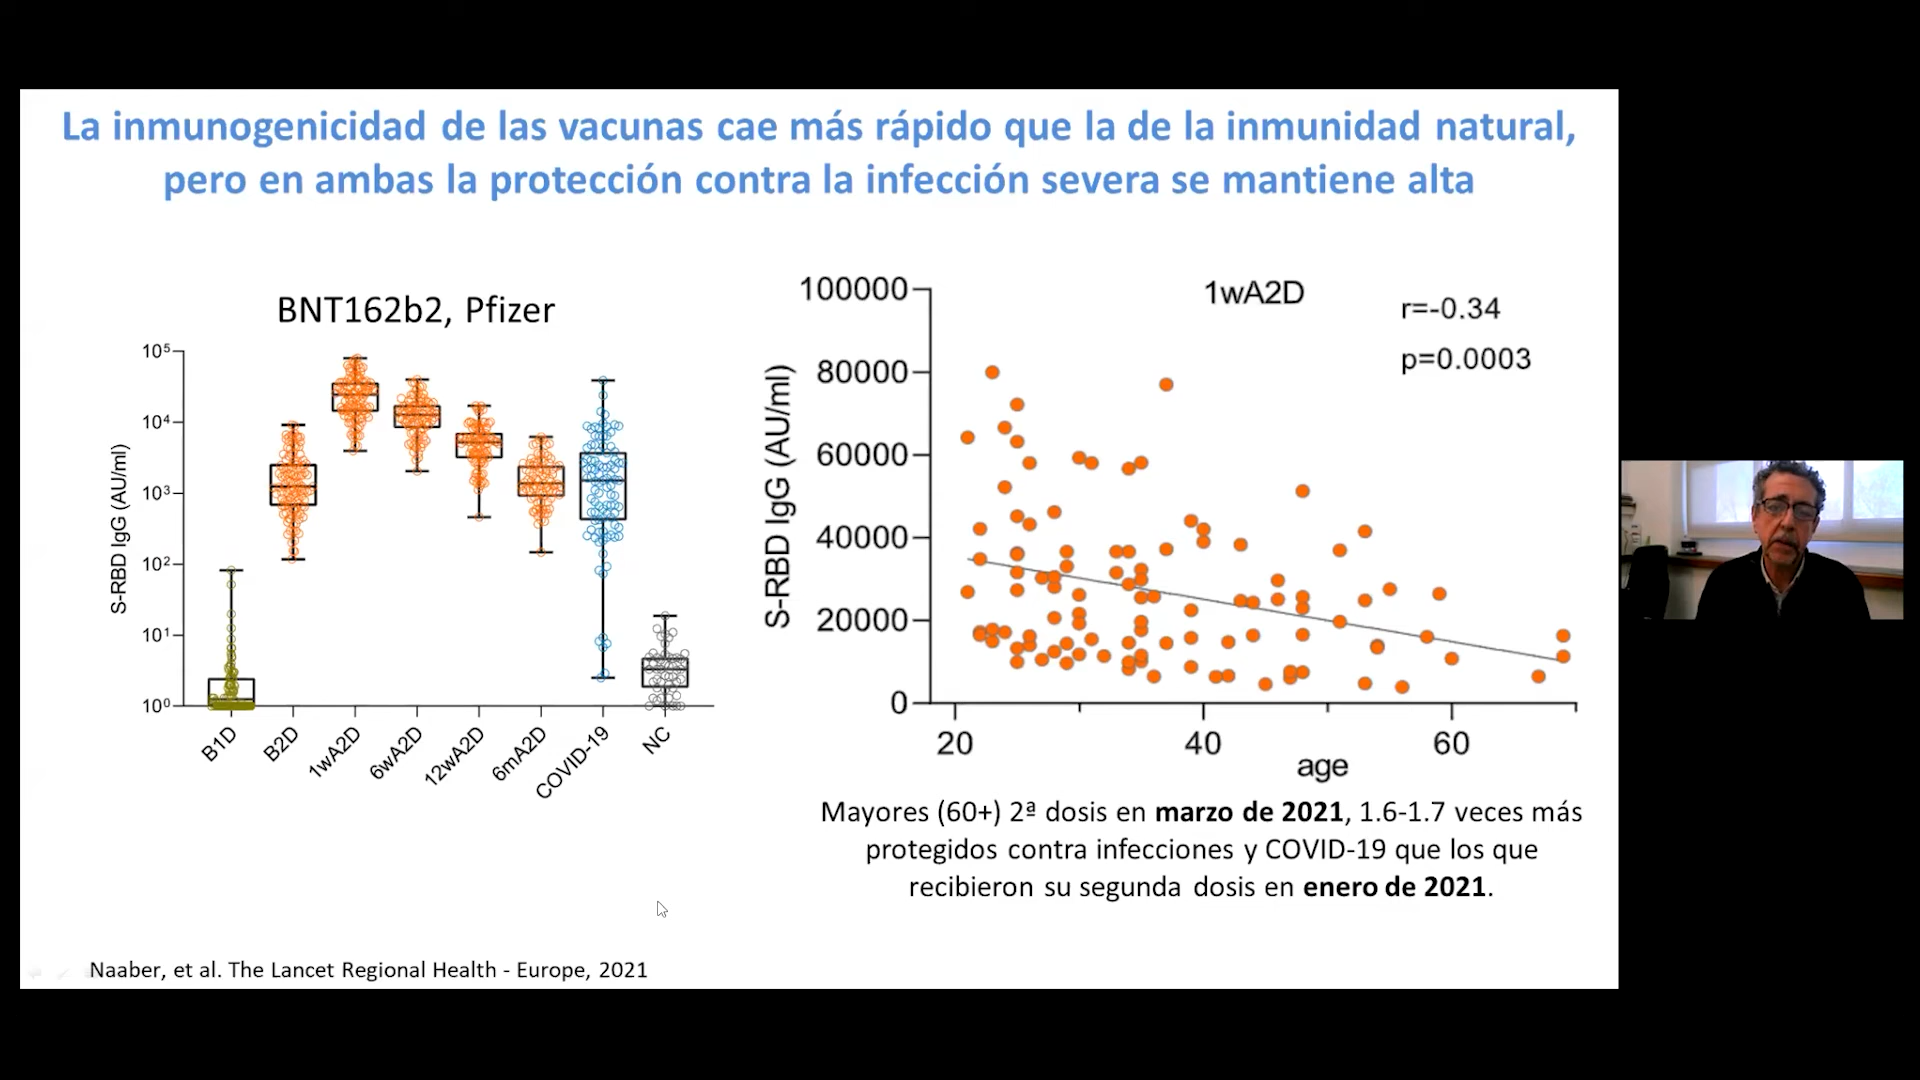 La inmunogenicidad de las vacunas cae más rápido que la de la inmunidad natural,
pero en ambas la protección contra la infección severa se mantiene alta
BNT162b2, Pfizer
S-RBD IgG (AU/ml)
10⁵
10⁴
10³
10²
10¹
10⁰
B1D
B2D
1wA2D
6wA2D
12wA2D
6mA2D
COVID-19
NC
1wA2D
r=-0.34
p=0.0003
S-RBD IgG (AU/ml)
100000
80000
60000
40000
20000
0
20
40
60
age
Mayores (60+) 2ª dosis en marzo de 2021, 1.6-1.7 veces más
protegidos contra infecciones y COVID-19 que los que
recibieron su segunda dosis en enero de 2021.
Naaber, et al. The Lancet Regional Health - Europe, 2021